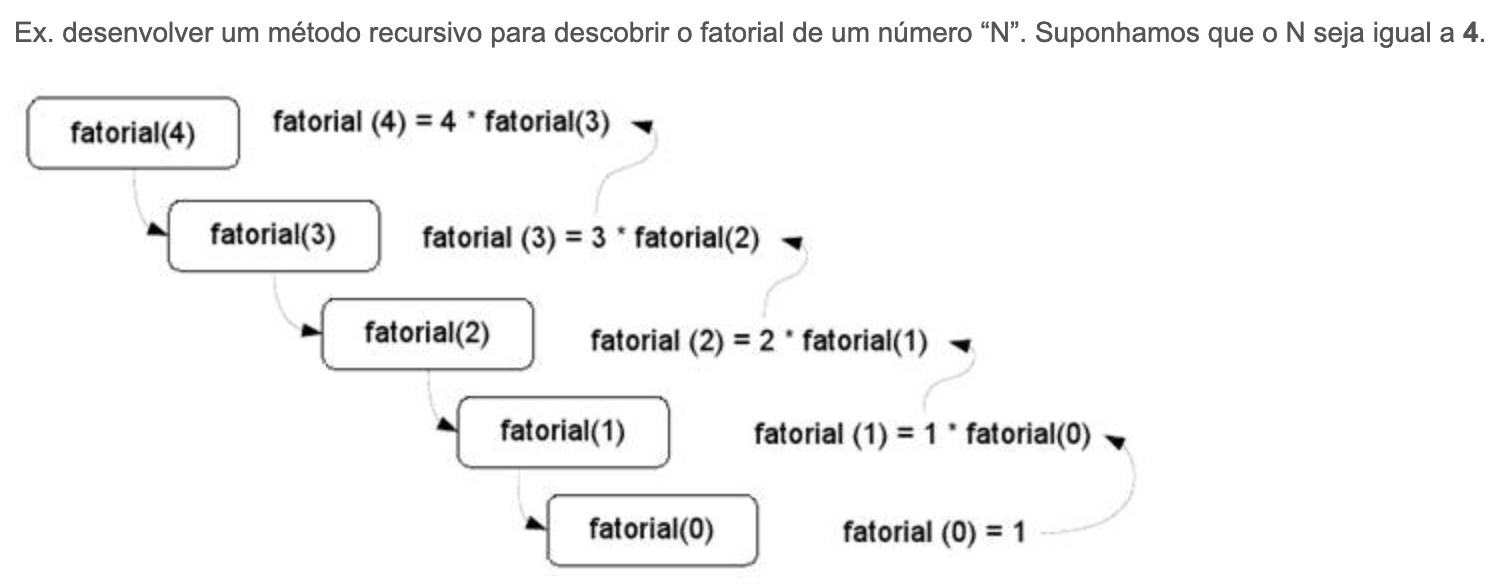 Ex. desenvolver um método recursivo para descobrir o fatorial de um número “N”. Suponhamos que o N seja igual a 4.
fatorial(4)
fatorial (4) = 4 * fatorial(3)
fatorial(3)
fatorial (3) = 3 * fatorial(2)
fatorial(2)
fatorial (2) = 2 * fatorial(1)
fatorial(1)
fatorial (1) = 1 * fatorial(0)
fatorial(0)
fatorial (0) = 1